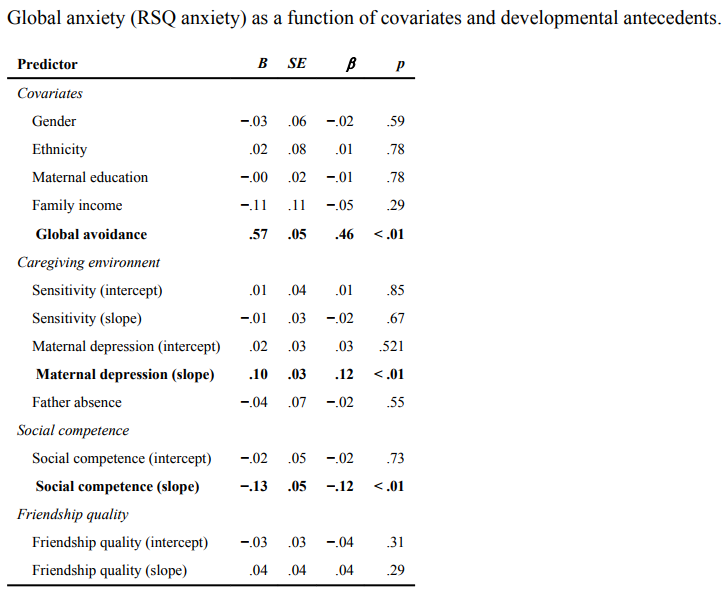 Global anxiety (RSQ anxiety) as a function of covariates and developmental antecedents.
Predictor B SE β p
Covariates
Gender −.03 .06 −.02 .59
Ethnicity .02 .08 .01 .78
Maternal education −.00 .02 −.01 .78
Family income −.11 .11 −.05 .29
Global avoidance .57 .05 .46 < .01
Caregiving environment
Sensitivity (intercept) .01 .04 .01 .85
Sensitivity (slope) −.01 .03 −.02 .67
Maternal depression (intercept) .02 .03 .03 .521
Maternal depression (slope) .10 .03 .12 < .01
Father absence −.04 .07 −.02 .55
Social competence
Social competence (intercept) −.02 .05 −.02 .73
Social competence (slope) −.13 .05 −.12 < .01
Friendship quality
Friendship quality (intercept) −.03 .03 −.04 .31
Friendship quality (slope) .04 .04 .04 .29